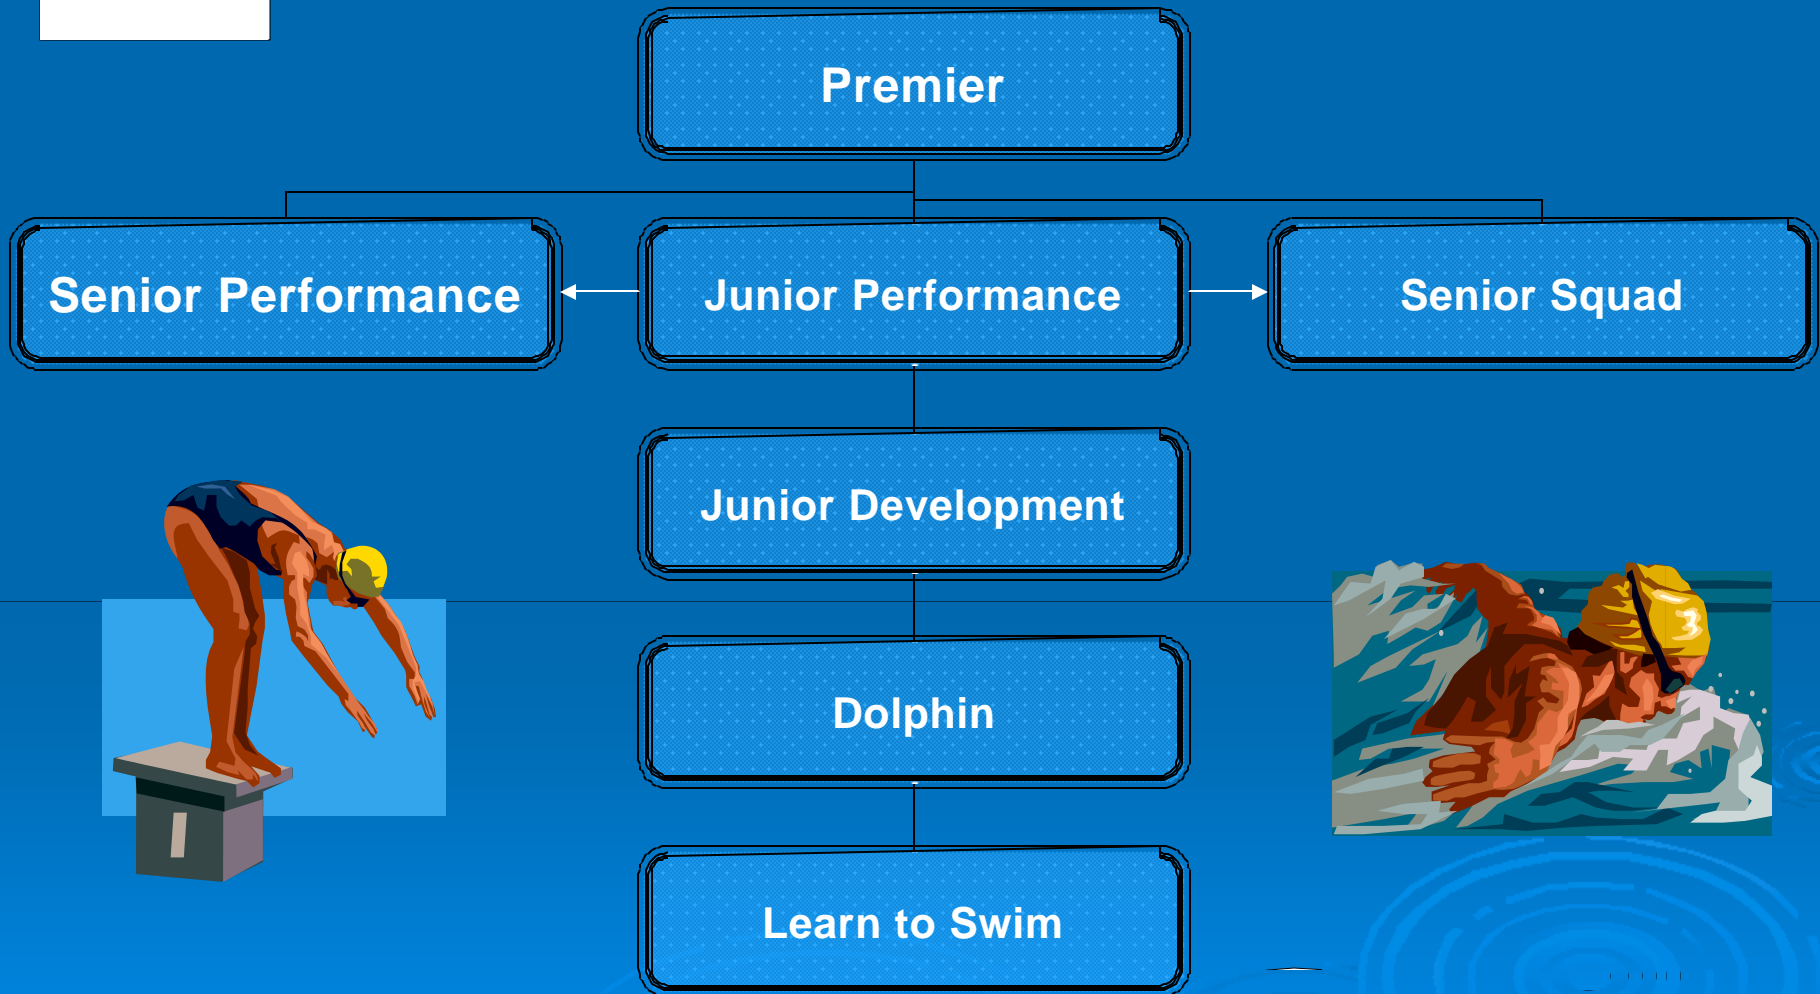 Premier
Senior Performance
Junior Performance
Senior Squad
Junior Development
Dolphin
Learn to Swim